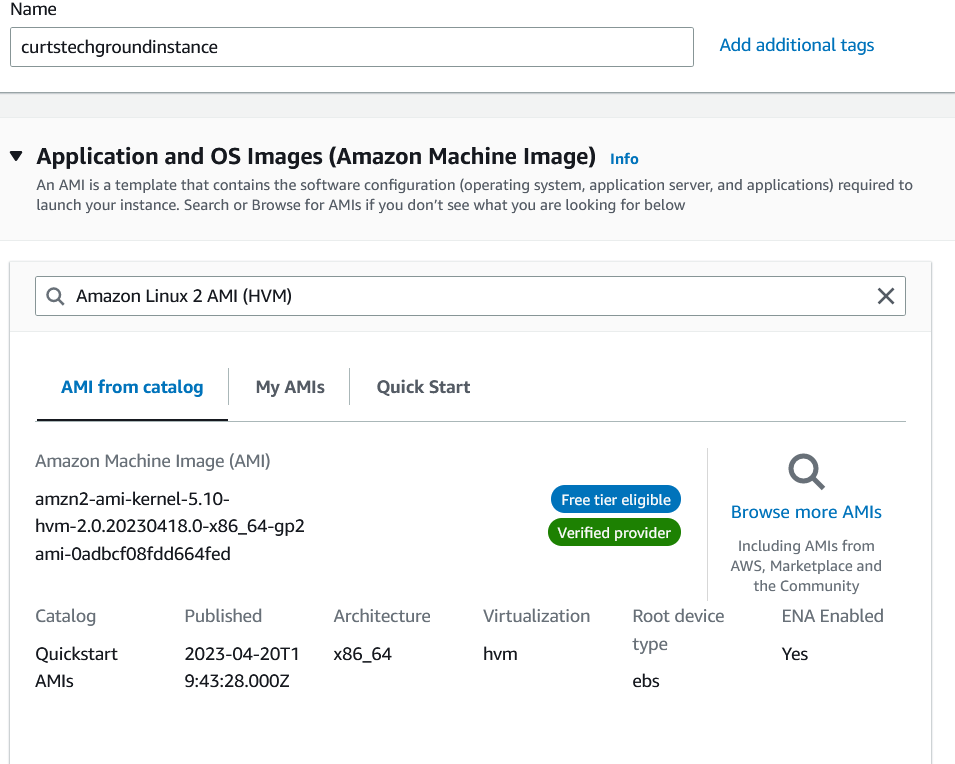 Name
curtstechgroundinstance
Add additional tags
Application and OS Images (Amazon Machine Image) Info
An AMI is a template that contains the software configuration (operating system, application server, and applications) required to
launch your instance. Search or Browse for AMIs if you don’t see what you are looking for below
Amazon Linux 2 AMI (HVM)
AMI from catalog
My AMIs
Quick Start
Amazon Machine Image (AMI)
amzn2-ami-kernel-5.10-
hvm-2.0.20230418.0-x86_64-gp2
ami-0adbcf08fdd664fed
Free tier eligible
Verified provider
Browse more AMIs
Including AMIs from
AWS, Marketplace and
the Community
Catalog
Quickstart
AMIs
Published
2023-04-20T1
9:43:28.000Z
Architecture
x86_64
Virtualization
hvm
Root device
type
ebs
ENA Enabled
Yes